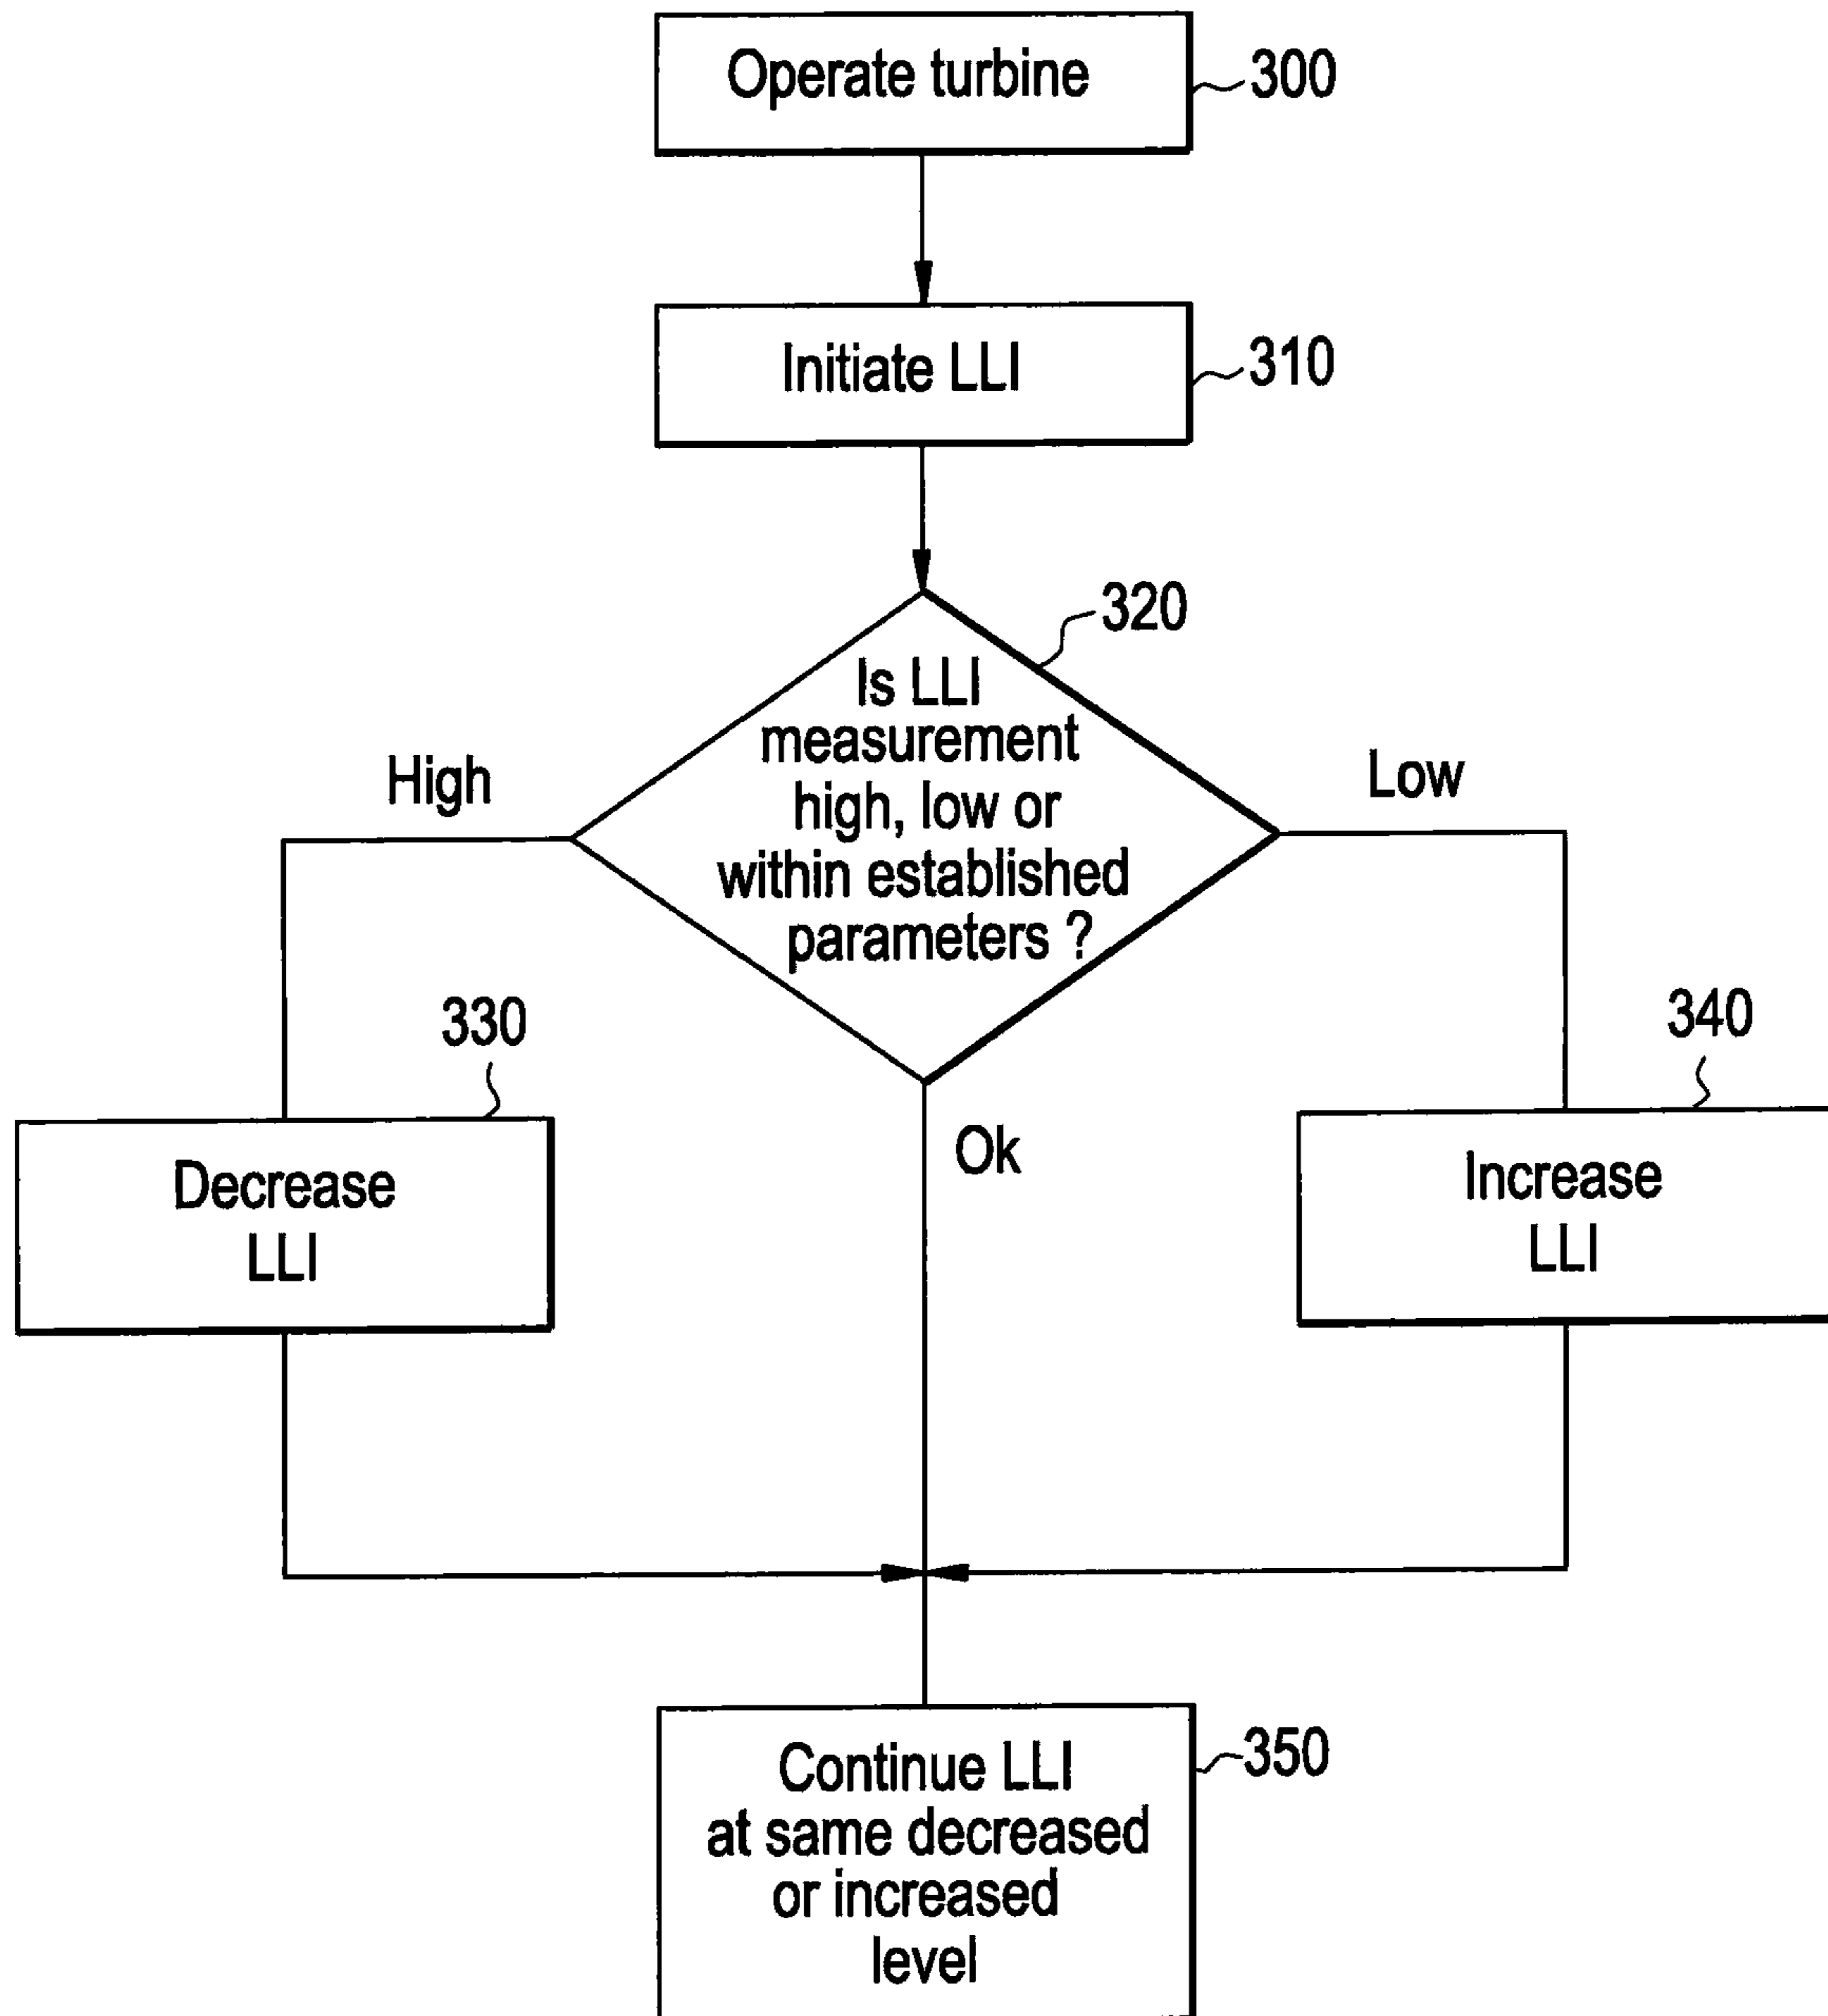 Operate turbine
300
Initiate LLI
310
320
Is LLI
measurement
high, low or
within established
parameters ?
High
Low
330
340
Ok
Decrease
LLI
Increase
LLI
350
Continue LLI
at same decreased
or increased
level